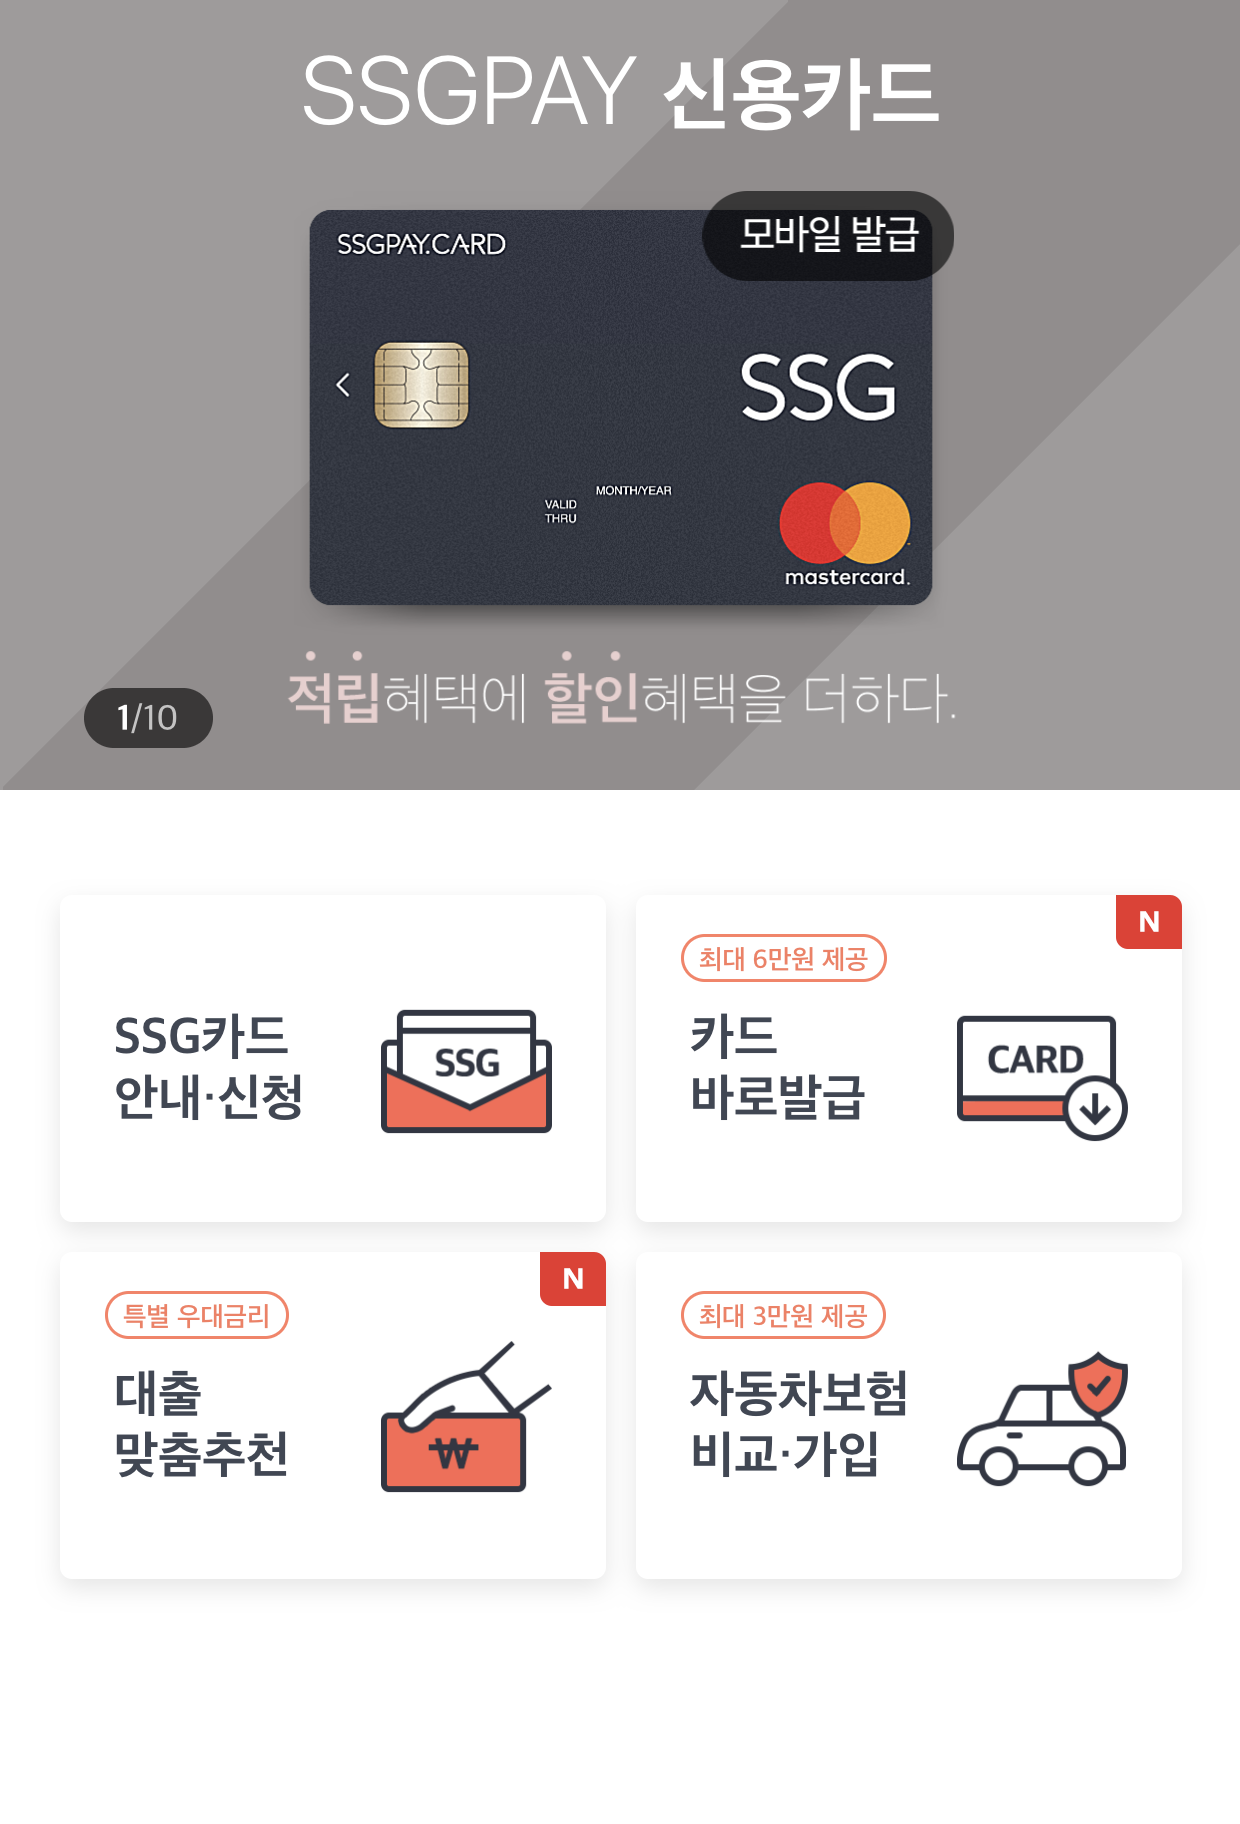 SSGPAY 신용카드
SSGPAY.CARD
모바일 발급
SSG
MONTH/YEAR
VALID
THRU
mastercard.
적립혜택에 할인혜택을 더하다.
1/10
SSG카드
안내·신청
SSG
N
최대 6만원 제공
카드
바로발급
CARD
N
특별 우대금리
대출
맞춤추천
₩
최대 3만원 제공
자동차보험
비교·가입